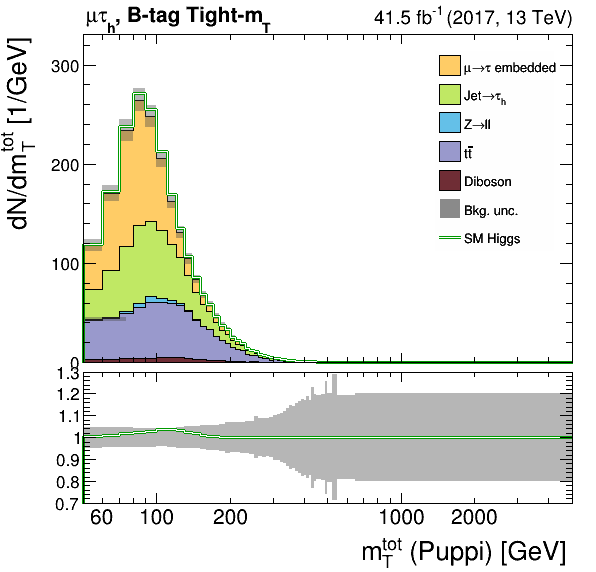 μτh, B-tag Tight-mT 41.5 fb-1 (2017, 13 TeV)
dN/dmTtot [1/GeV]
300
200
100
0
μ→τ embedded
Jet→τh
Z→ll
tt̄
Diboson
Bkg. unc.
SM Higgs
1.3
1.2
1.1
1
0.9
0.8
0.7
60 100 200 1000 2000
mTtot (Puppi) [GeV]